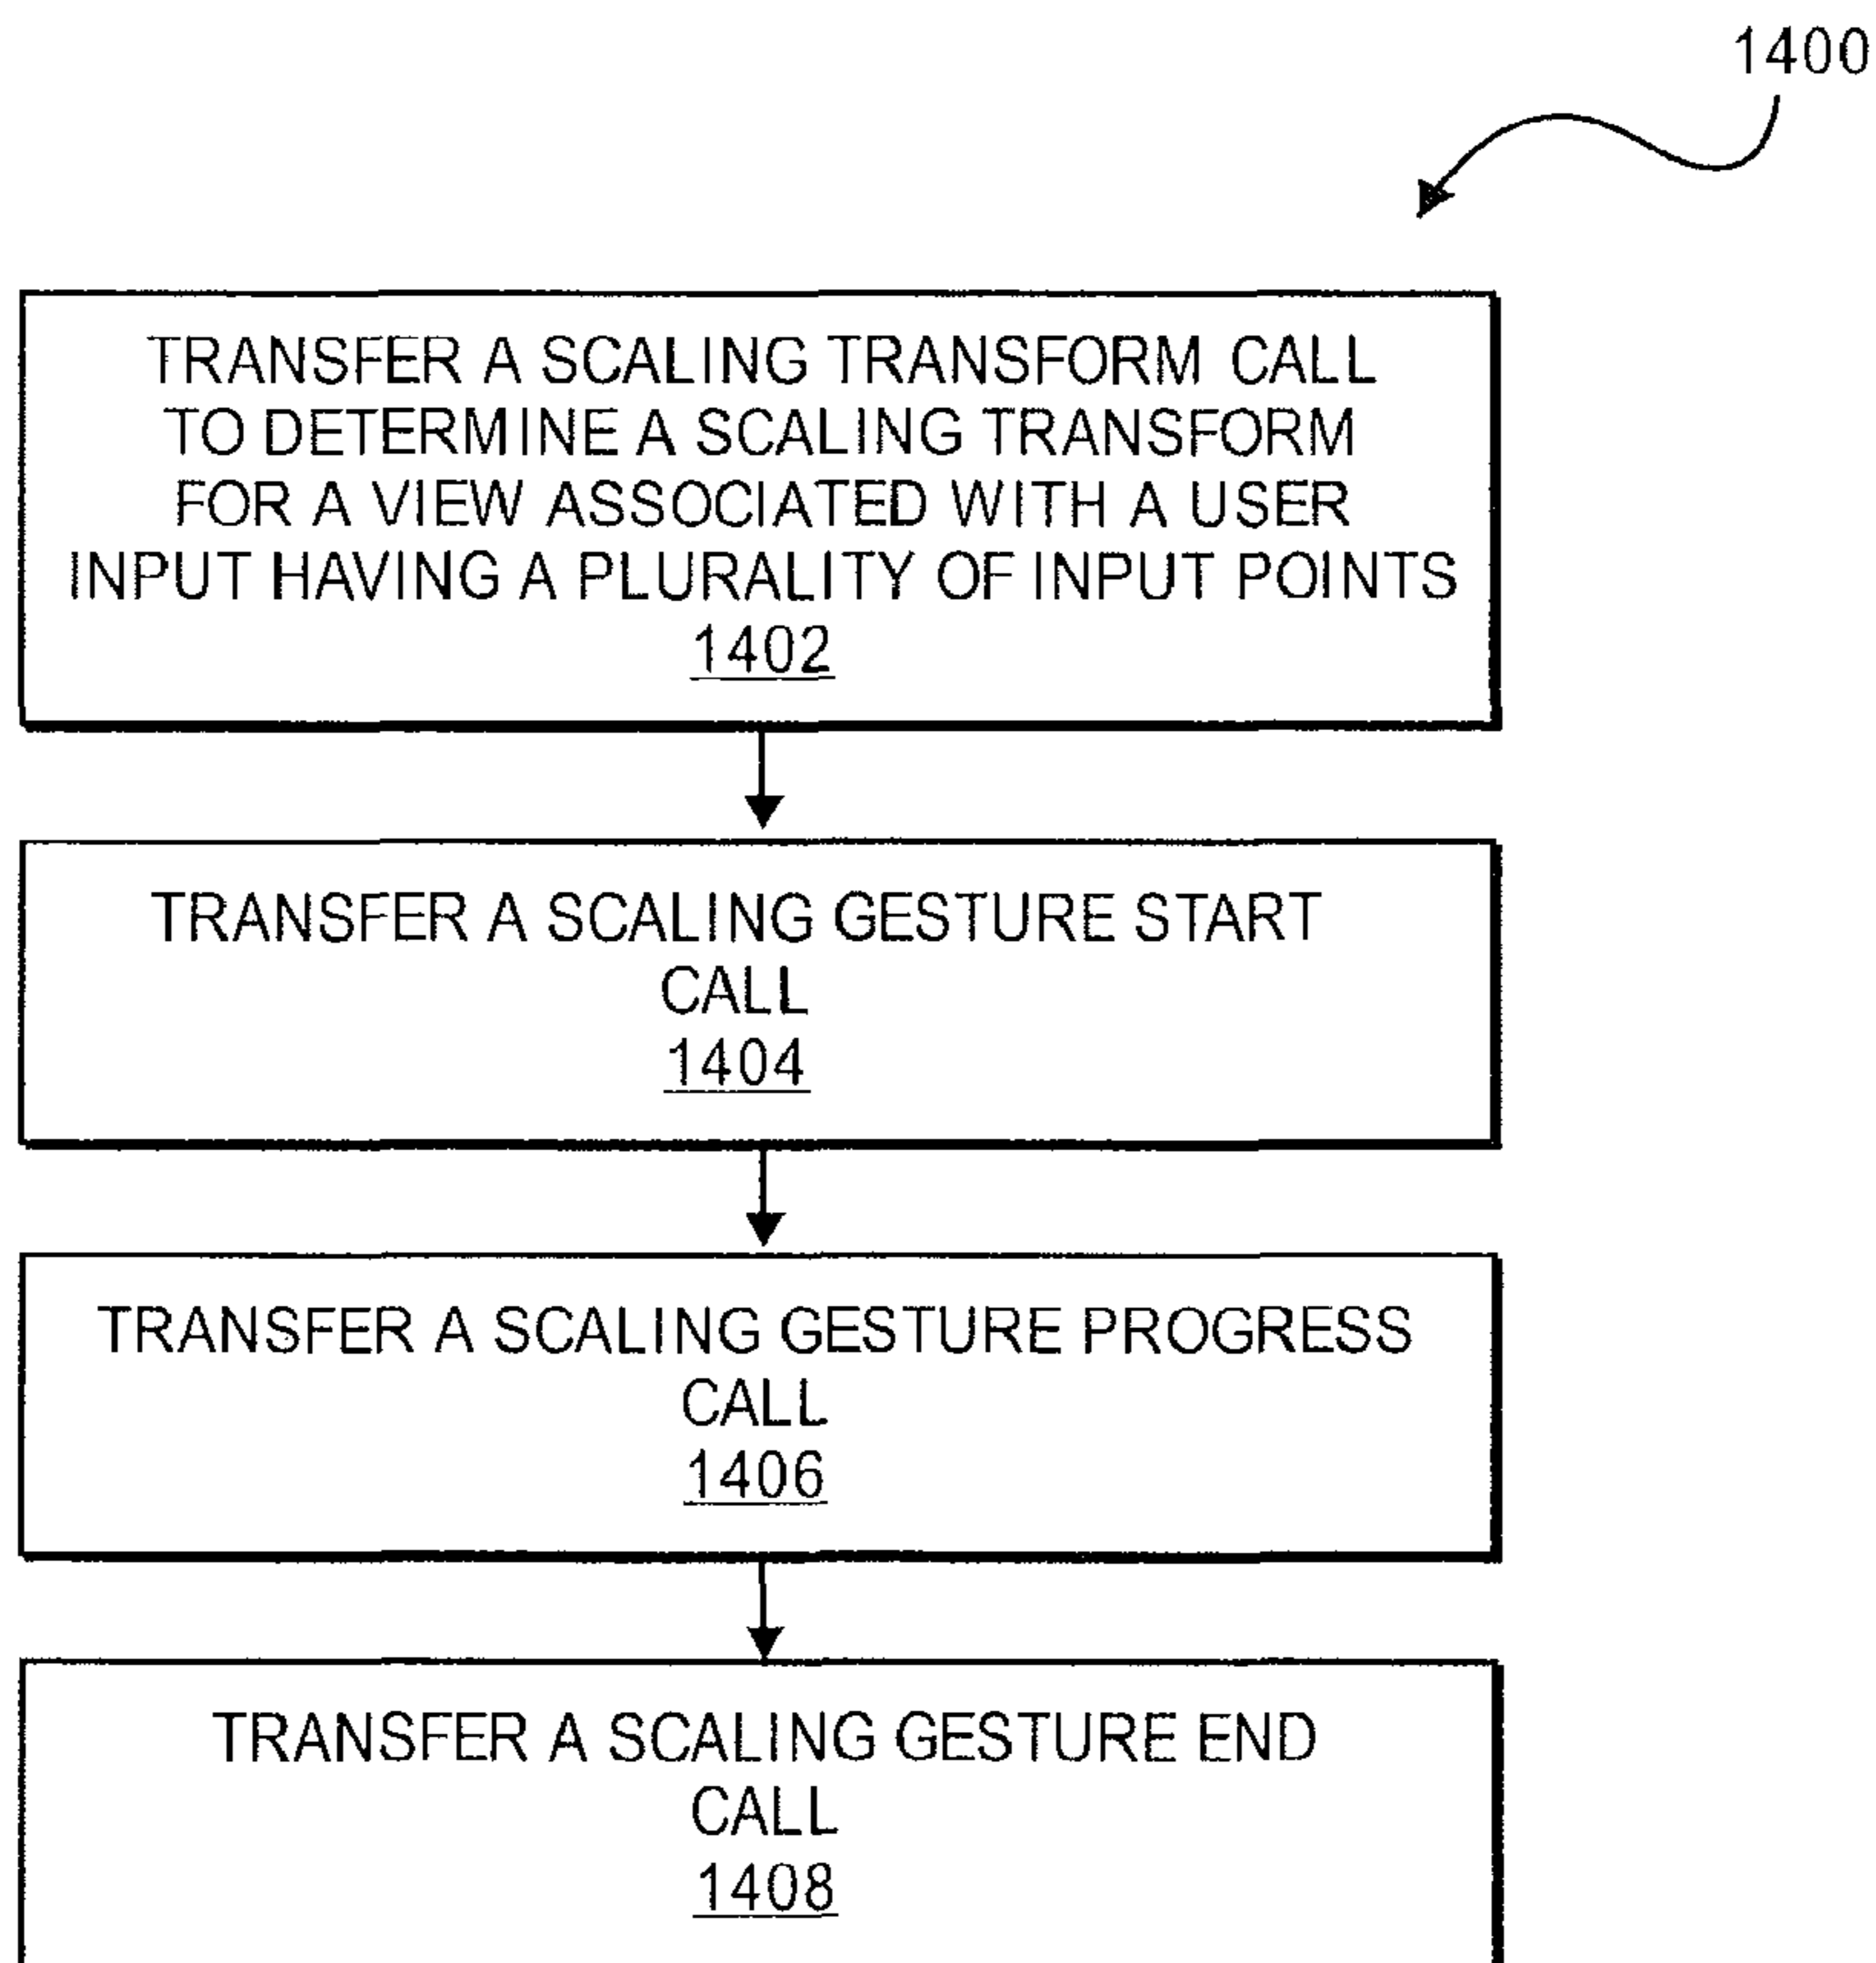 1400
TRANSFER A SCALING TRANSFORM CALL
TO DETERMINE A SCALING TRANSFORM
FOR A VIEW ASSOCIATED WITH A USER
INPUT HAVING A PLURALITY OF INPUT POINTS
1402
TRANSFER A SCALING GESTURE START
CALL
1404
TRANSFER A SCALING GESTURE PROGRESS
CALL
1406
TRANSFER A SCALING GESTURE END
CALL
1408